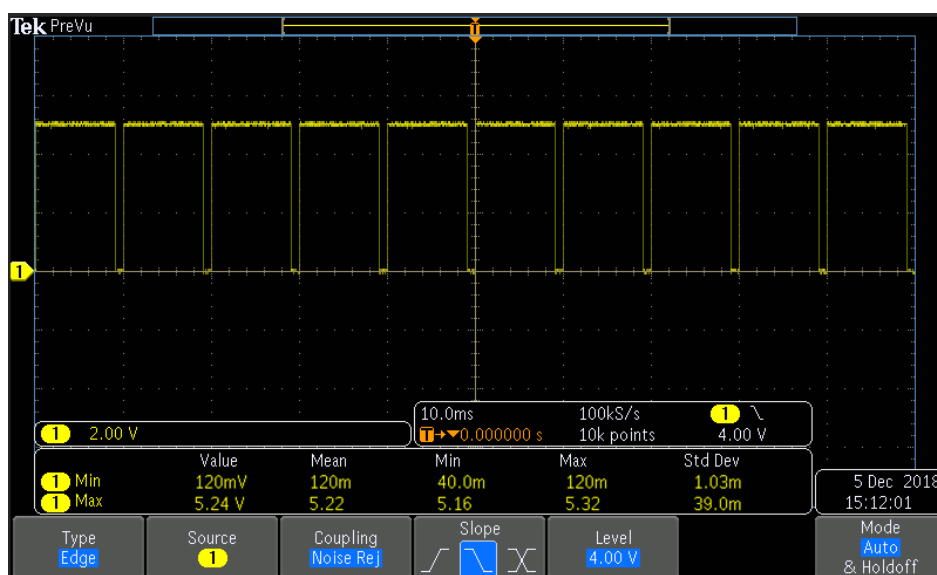 Tek PreVu
T
1
10.0ms 100kS/s 1
T→▼0.000000 s 10k points 4.00 V
1 2.00 V
Value Mean Min Max Std Dev
1 Min 120mV 120m 40.0m 120m 1.03m
1 Max 5.24 V 5.22 5.16 5.32 39.0m
5 Dec 2018
15:12:01
Type
Edge
Source
1
Coupling
Noise Rej
Slope
Level
4.00 V
Mode
Auto
& Holdoff